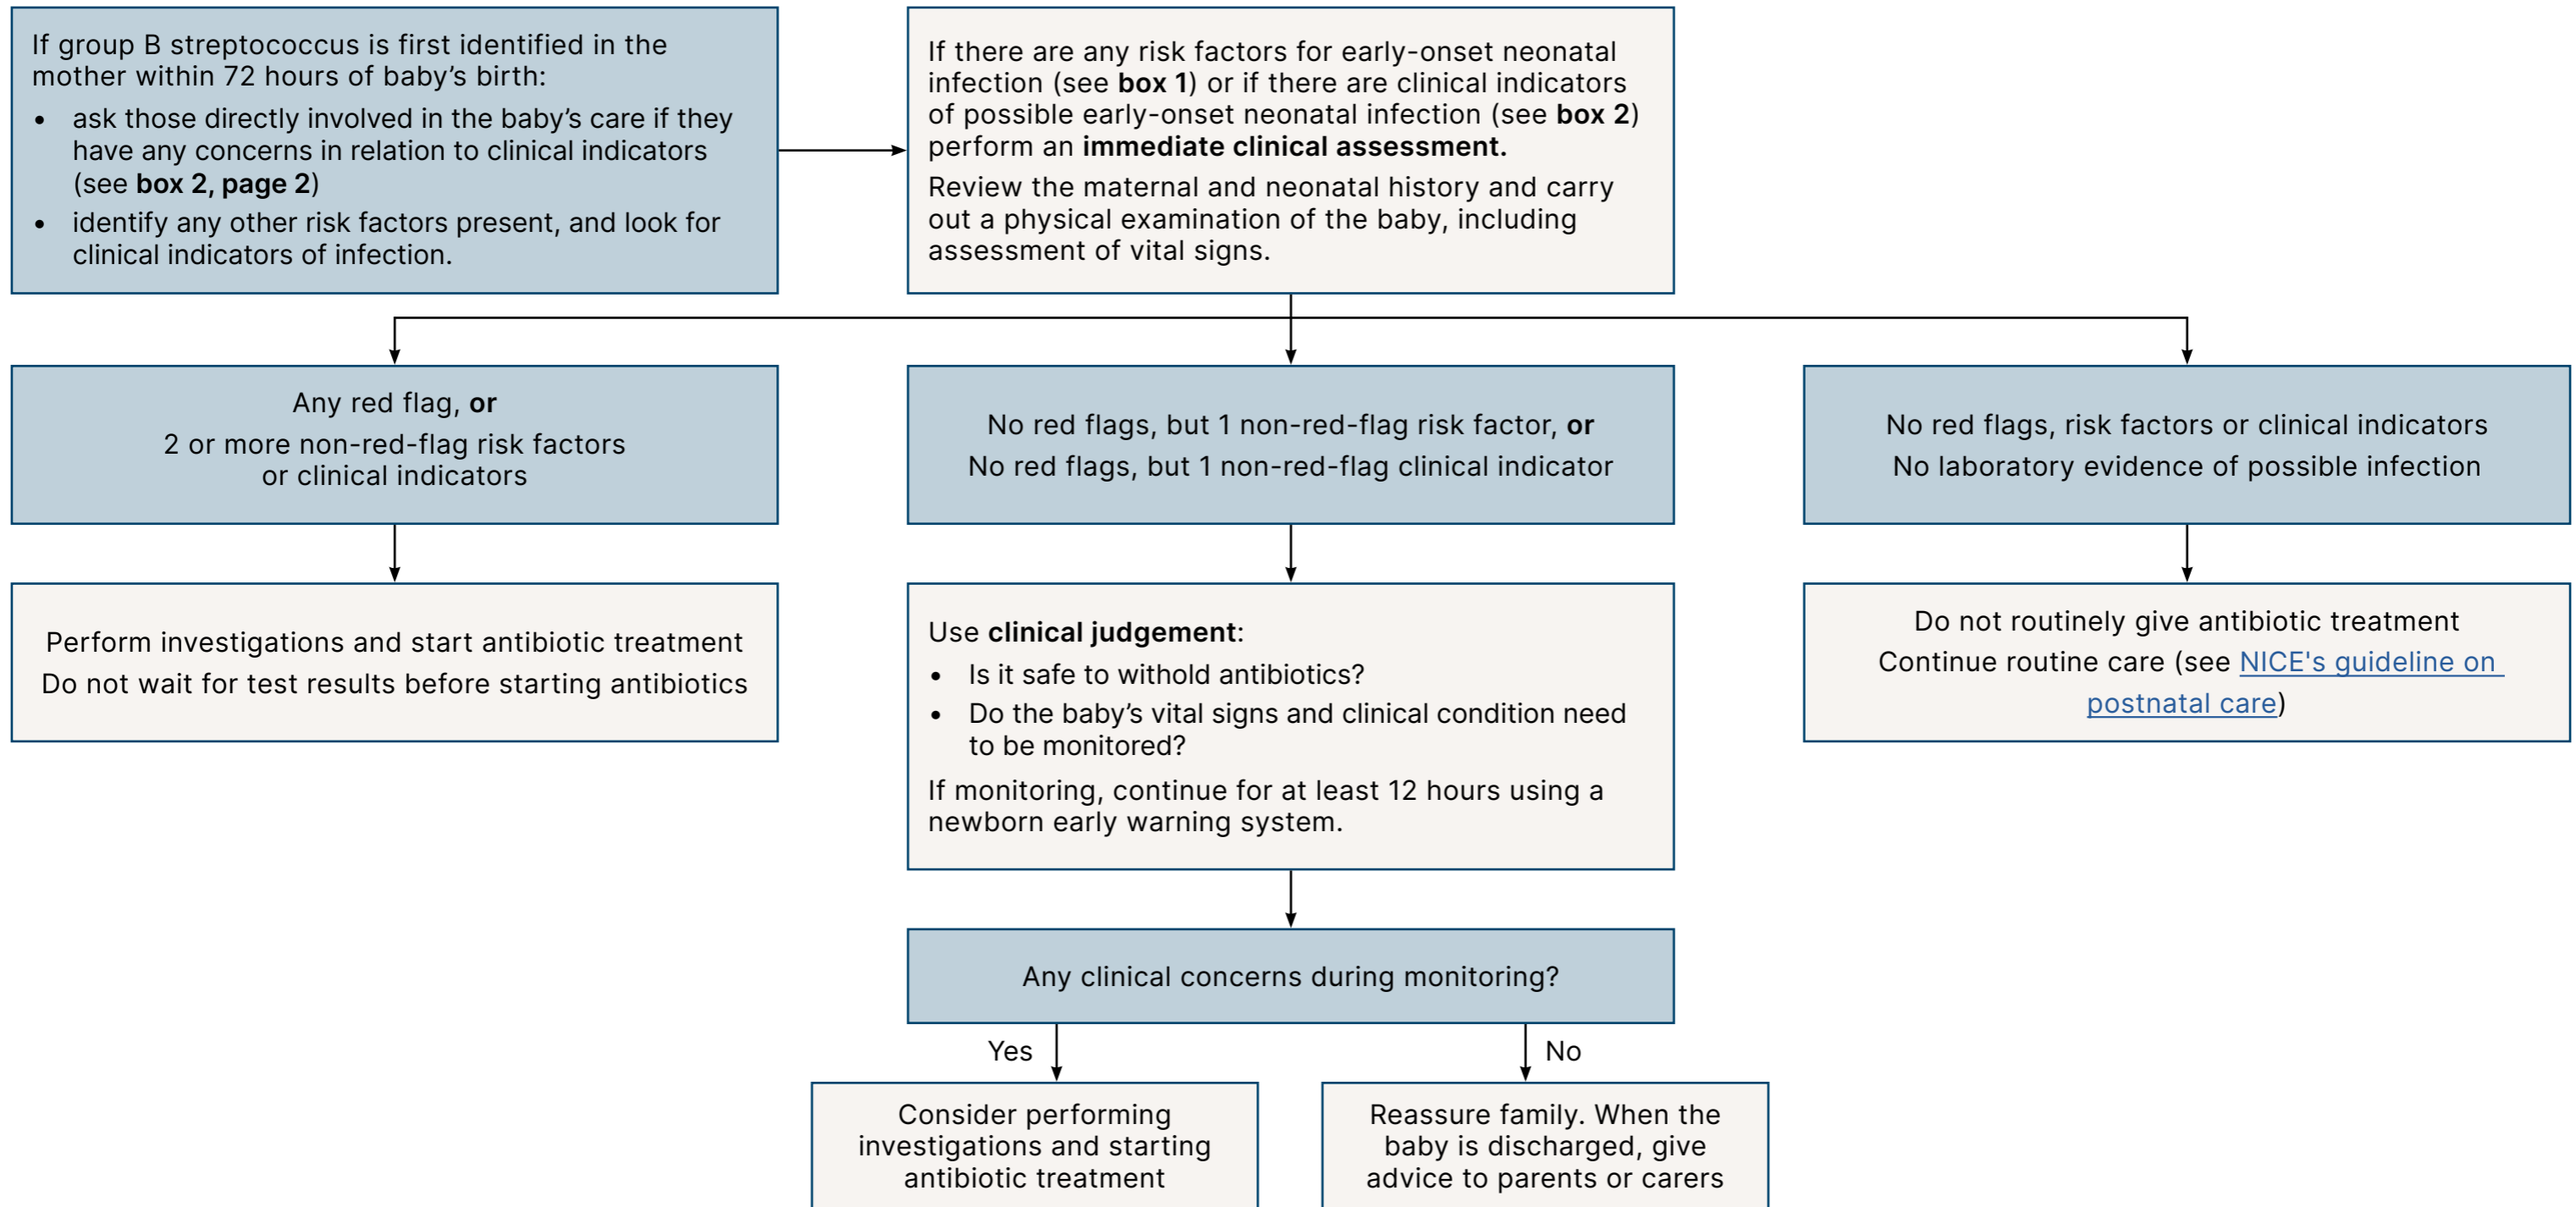 If group B streptococcus is first identified in the
mother within 72 hours of baby’s birth:
• ask those directly involved in the baby’s care if they
have any concerns in relation to clinical indicators
(see box 2, page 2)
• identify any other risk factors present, and look for
clinical indicators of infection.
If there are any risk factors for early-onset neonatal
infection (see box 1) or if there are clinical indicators
of possible early-onset neonatal infection (see box 2)
perform an immediate clinical assessment.
Review the maternal and neonatal history and carry
out a physical examination of the baby, including
assessment of vital signs.
Any red flag, or
2 or more non-red-flag risk factors
or clinical indicators
No red flags, but 1 non-red-flag risk factor, or
No red flags, but 1 non-red-flag clinical indicator
No red flags, risk factors or clinical indicators
No laboratory evidence of possible infection
Perform investigations and start antibiotic treatment
Do not wait for test results before starting antibiotics
Use clinical judgement:
• Is it safe to withold antibiotics?
• Do the baby’s vital signs and clinical condition need
to be monitored?
If monitoring, continue for at least 12 hours using a
newborn early warning system.
Do not routinely give antibiotic treatment
Continue routine care (see NICE's guideline on
postnatal care)
Any clinical concerns during monitoring?
Yes
No
Consider performing
investigations and starting
antibiotic treatment
Reassure family. When the
baby is discharged, give
advice to parents or carers